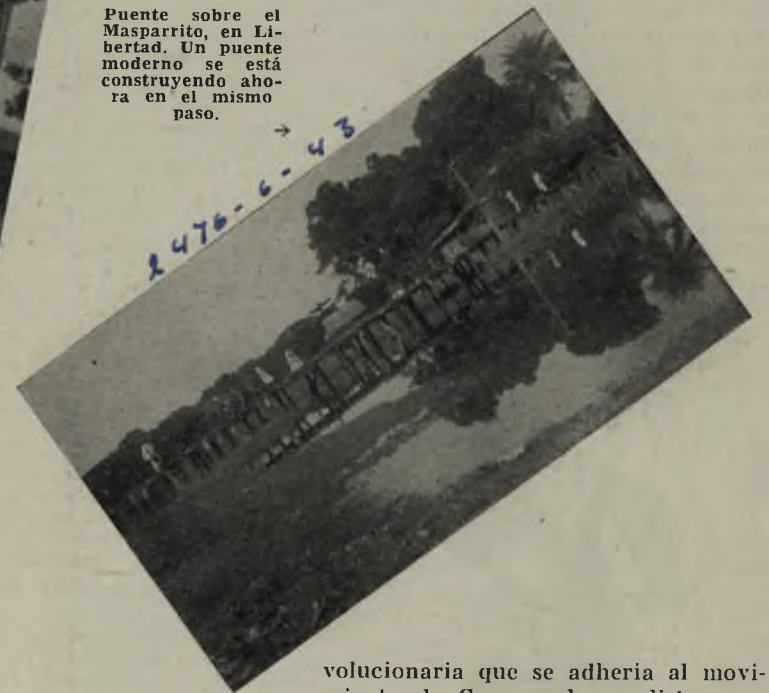 Puente sobre el
Masparrito, en Li-
bertad. Un puente
moderno se está
construyendo aho-
ra en el mismo
paso.
→
2476-6-43
volucionaria que se adheria al movi-